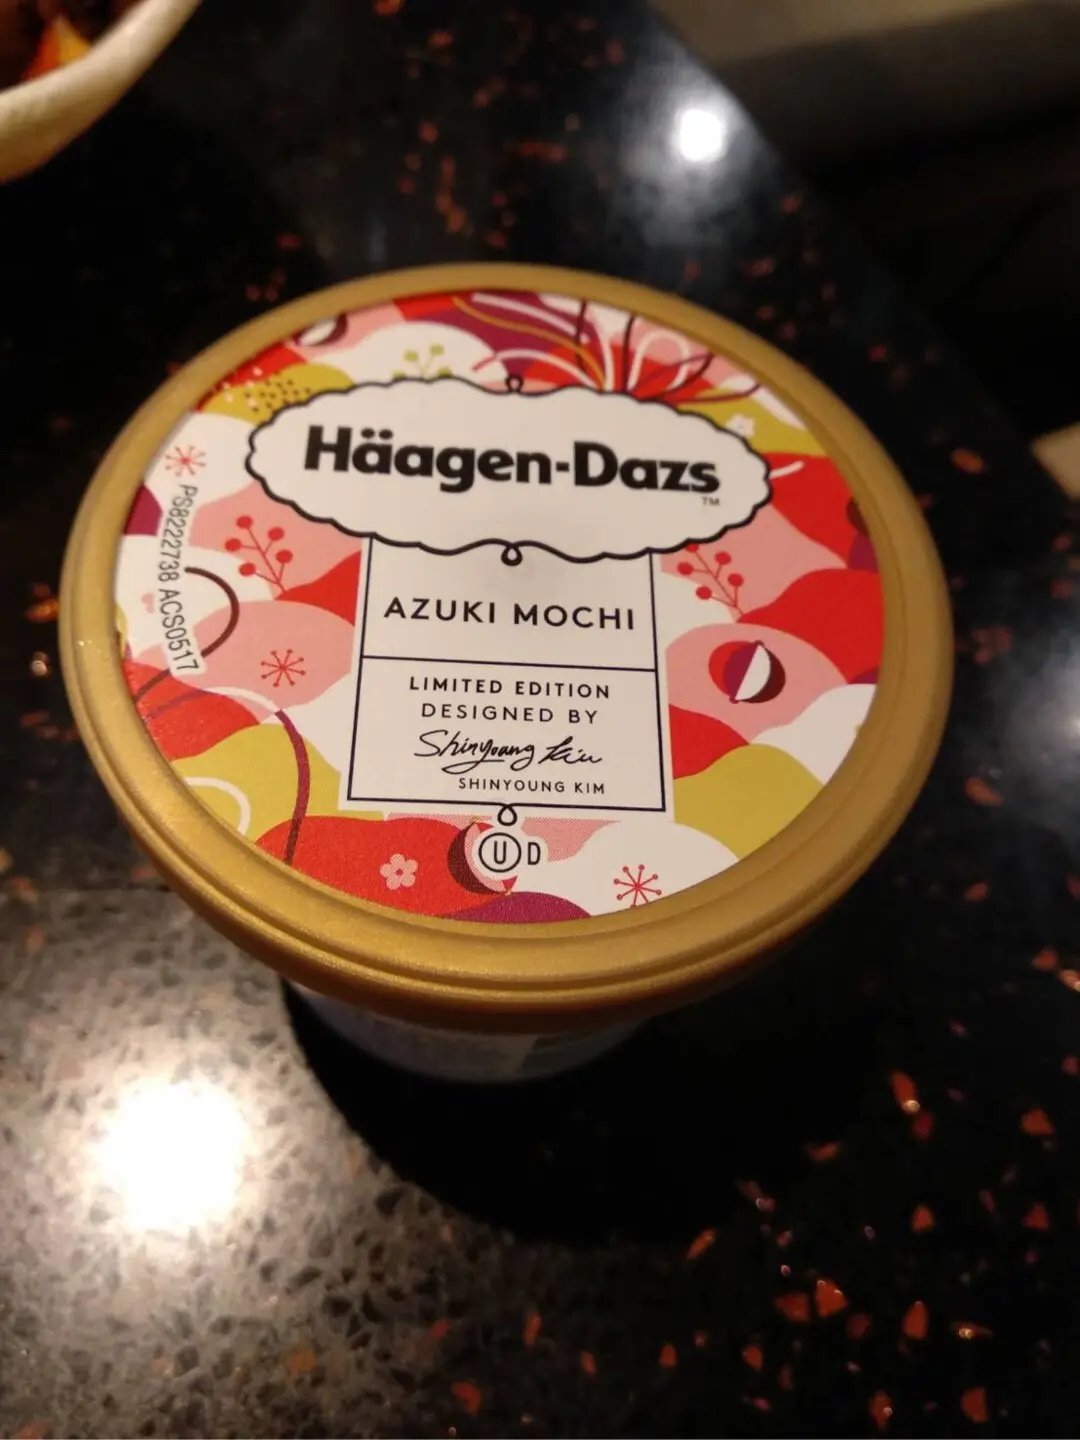 Häagen-Dazs
TM
AZUKI MOCHI
LIMITED EDITION
DESIGNED BY
Shinyoung Kim
SHINYOUNG KIM
U D
PS8222738 ACS0517